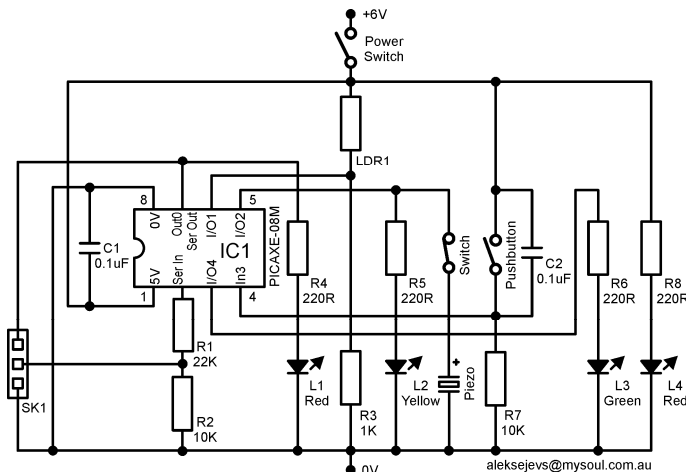 +6V
Power
Switch
LDR1
8
5
0V
Out0
Ser Out
I/O1
I/O2
IC1
PICAXE-08M
5V
Ser In
I/O4
In3
1
4
C1
0.1uF
R4
220R
R5
220R
Switch
Pushbutton
C2
0.1uF
R6
220R
R8
220R
R1
22K
SK1
R2
10K
L1
Red
R3
1K
L2
Yellow
+
Piezo
R7
10K
L3
Green
L4
Red
0V
aleksejevs@mysoul.com.au